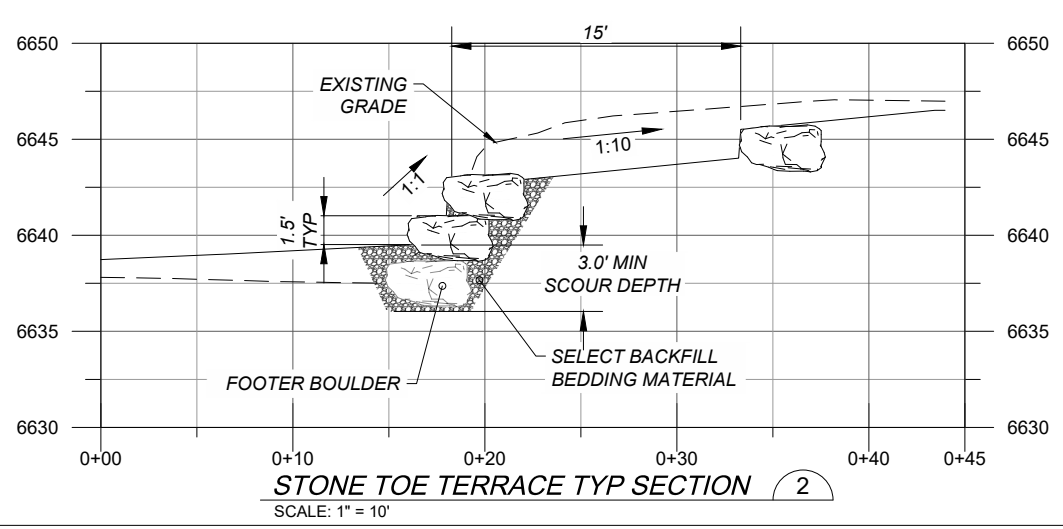 15'
6650
6650
EXISTING
GRADE
6645
6645
1:10
1:1
1.5'
TYP
6640
6640
3.0' MIN
SCOUR DEPTH
6635
6635
SELECT BACKFILL
BEDDING MATERIAL
FOOTER BOULDER
6630
6630
0+00
0+10
0+20
0+30
0+40
0+45
STONE TOE TERRACE TYP SECTION
2
SCALE: 1" = 10'